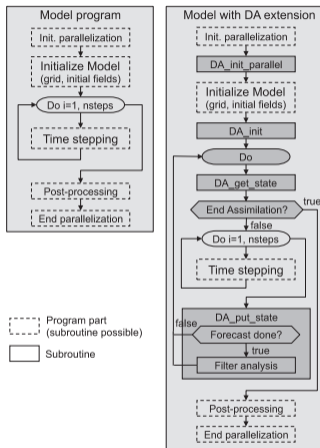 Model program
Init. parallelization
Initialize Model
(grid, initial fields)
Do i=1, nsteps
Time stepping
Post-processing
End parallelization
Program part
(subroutine possible)
Subroutine
Model with DA extension
Init. parallelization
DA_init_parallel
Initialize Model
(grid, initial fields)
DA_init
Do
DA_get_state
End Assimilation?
true
false
Do i=1, nsteps
Time stepping
DA_put_state
false
Forecast done?
true
Filter analysis
Post-processing
End parallelization